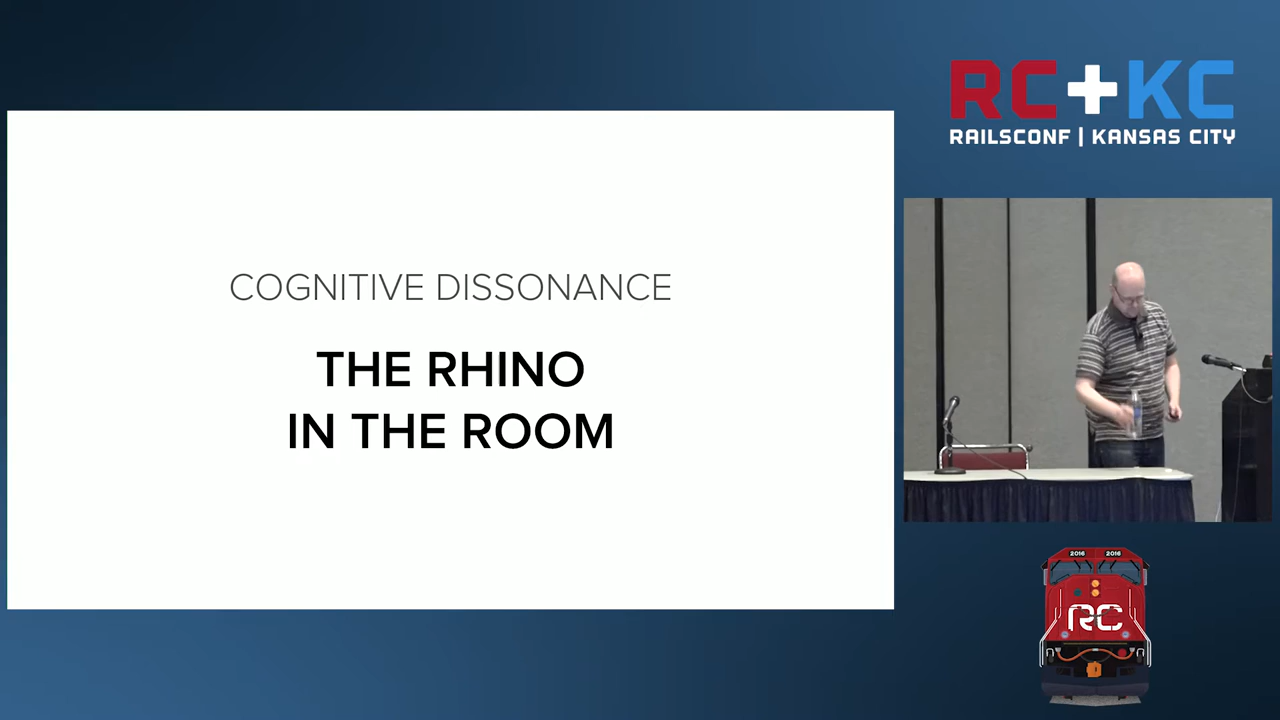 COGNITIVE DISSONANCE
THE RHINO
IN THE ROOM
RC+KC
RAILSCONF | KANSAS CITY
2016 2016
RC